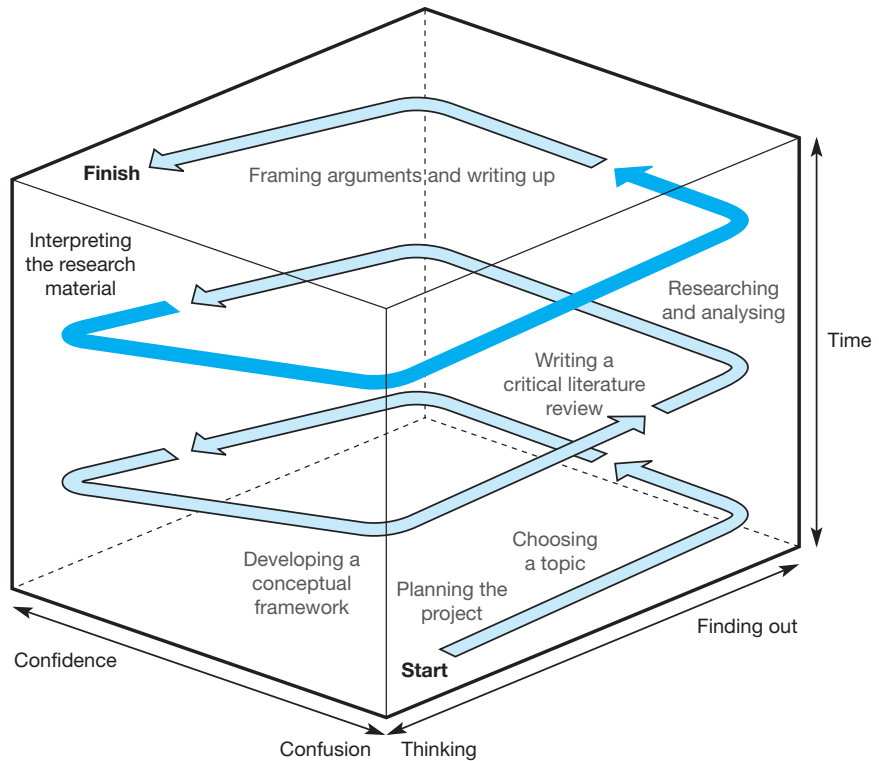 Finish
Framing arguments and writing up
Interpreting
the research
material
Researching
and analysing
Time
Writing a
critical literature
review
Choosing
a topic
Developing a
conceptual
framework
Planning the
project
Finding out
Confidence
Start
Confusion
Thinking